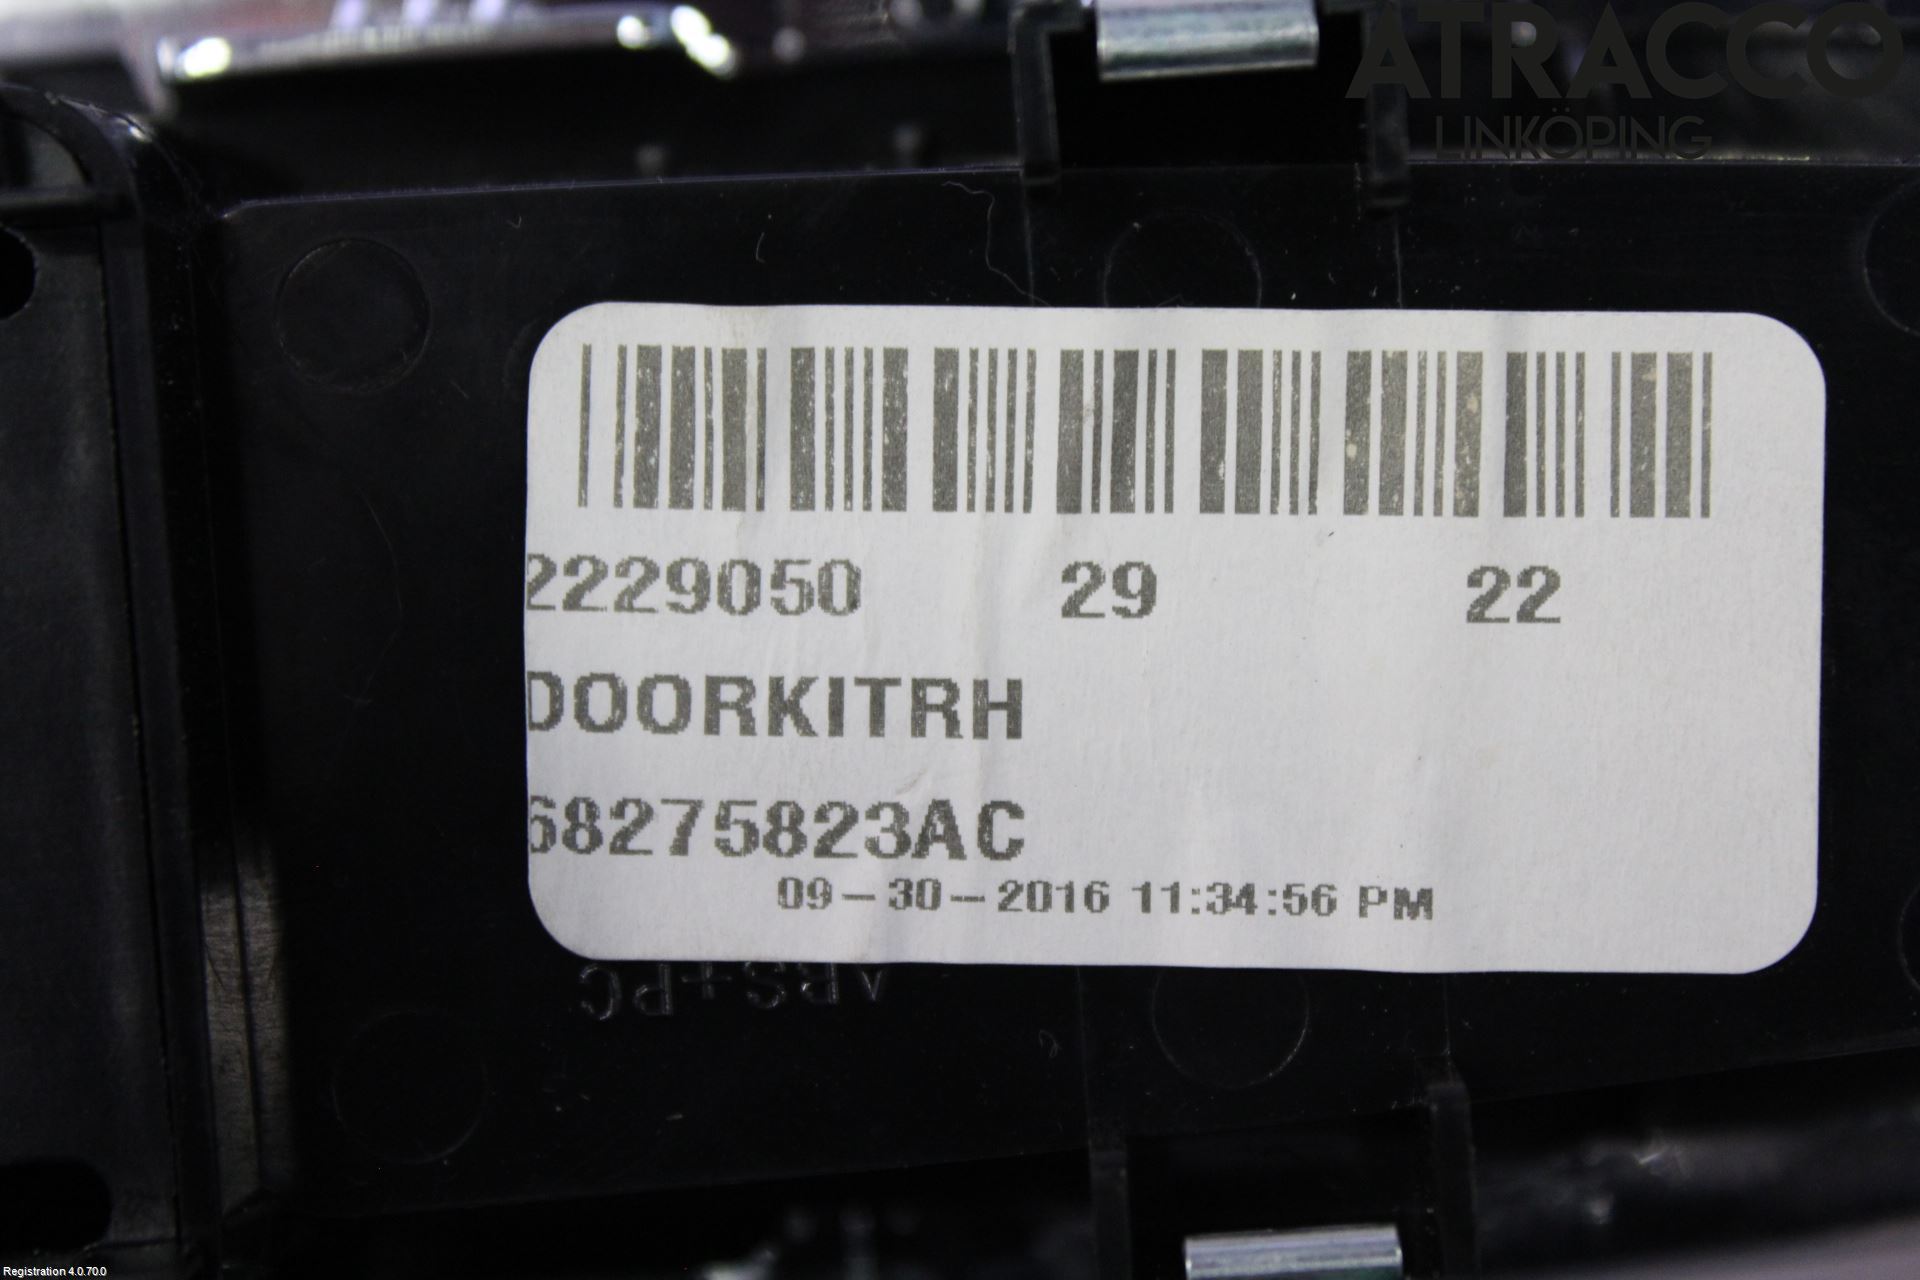 ATRACCO
LINKÖPING
2229050 29 22
DOORKITRH
68275823AC
09-30-2016 11:34:56 PM
ABS+PC
Registration 4.0.70.0